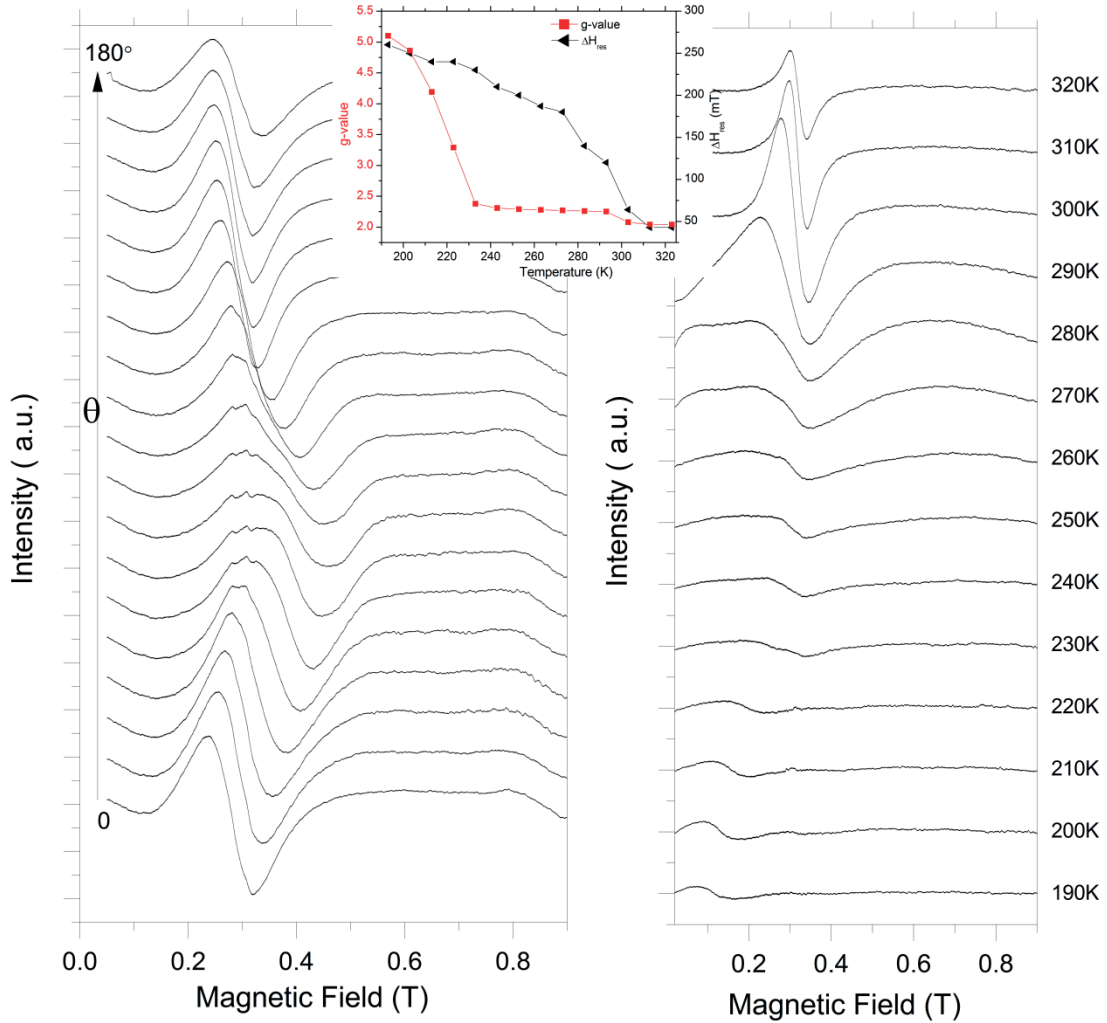 180°
θ
0
Intensity ( a.u.)
0.0 0.2 0.4 0.6 0.8
Magnetic Field (T)
5.5
5.0
4.5
4.0
3.5
3.0
2.5
2.0
g-value
g-value
ΔHres
300
250
200
150
100
50
ΔHres (mT)
200 220 240 260 280 300 320
Temperature (K)
320K
310K
300K
290K
280K
270K
260K
250K
240K
230K
220K
210K
200K
190K
Intensity ( a.u.)
0.2 0.4 0.6 0.8
Magnetic Field (T)